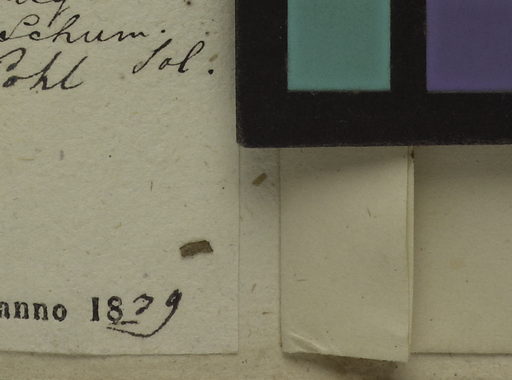 Schum.
Pohl Sol.
anno 1839